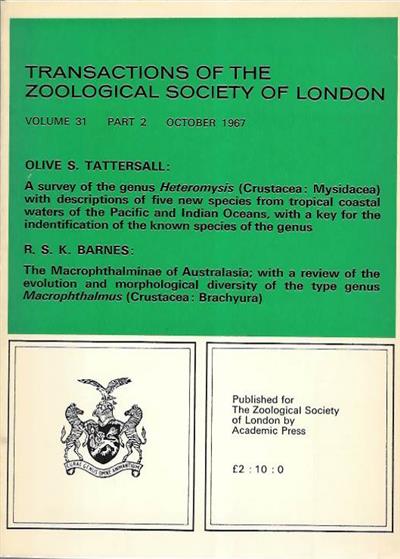 TRANSACTIONS OF THE
ZOOLOGICAL SOCIETY OF LONDON
VOLUME 31 PART 2 OCTOBER 1967
OLIVE S. TATTERSALL:
A survey of the genus Heteromysis (Crustacea: Mysidacea)
with descriptions of five new species from tropical coastal
waters of the Pacific and Indian Oceans, with a key for the
indentification of the known species of the genus
R. S. K. BARNES:
The Macrophthalminae of Australasia; with a review of the
evolution and morphological diversity of the type genus
Macrophthalmus (Crustacea: Brachyura)
CURAE GENUS OMNE ANIMANTIUM
Published for
The Zoological Society
of London by
Academic Press
£2 : 10 : 0